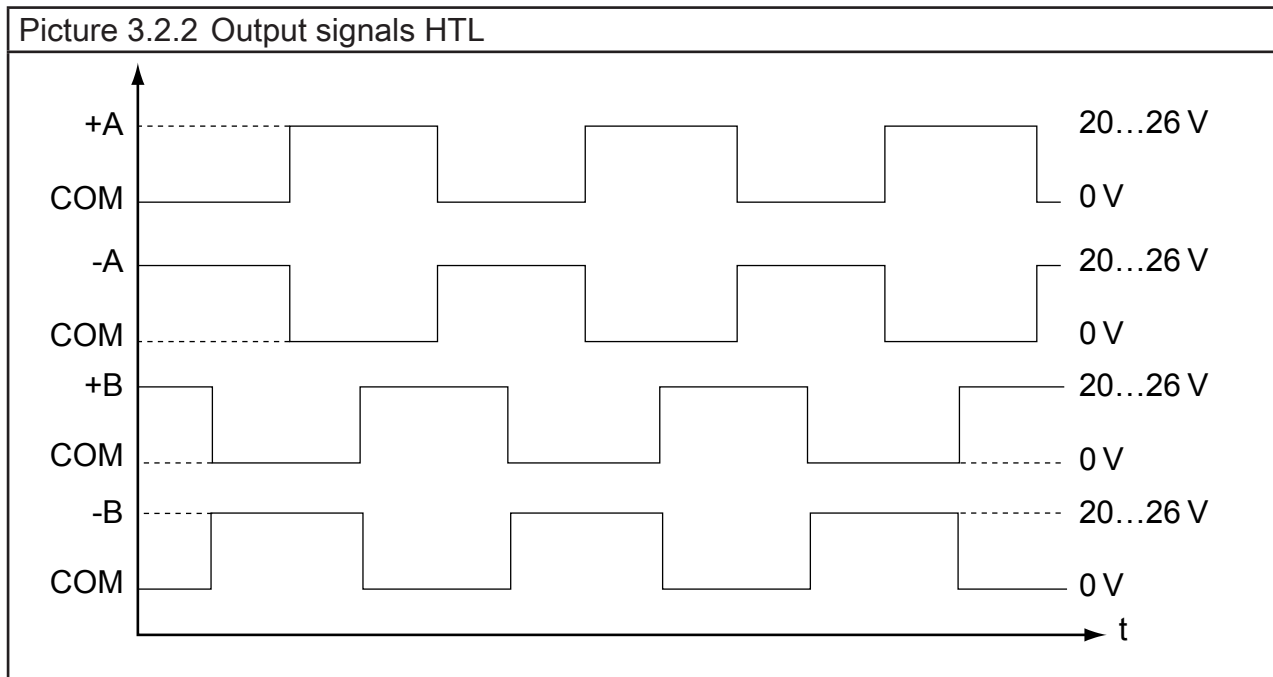 Picture 3.2.2 Output signals HTL
+A 20…26 V
COM 0 V
-A 20…26 V
COM 0 V
+B 20…26 V
COM 0 V
-B 20…26 V
COM 0 V
t